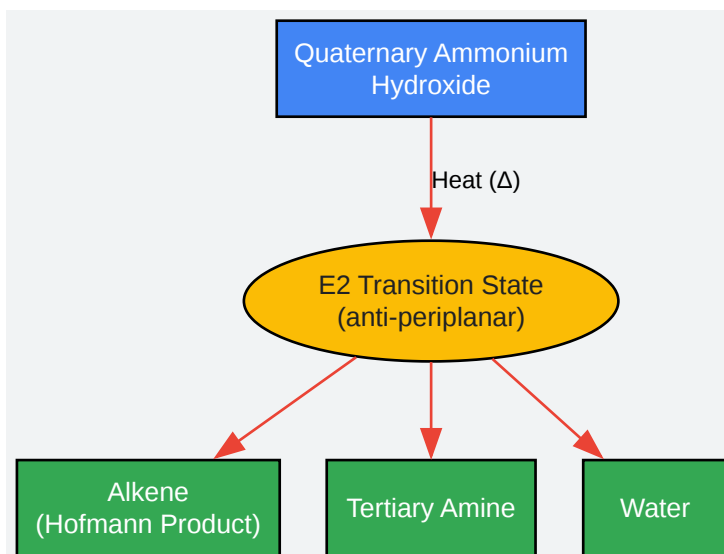 Quaternary Ammonium
Hydroxide
Heat (Δ)
E2 Transition State
(anti-periplanar)
Alkene
(Hofmann Product)
Tertiary Amine
Water